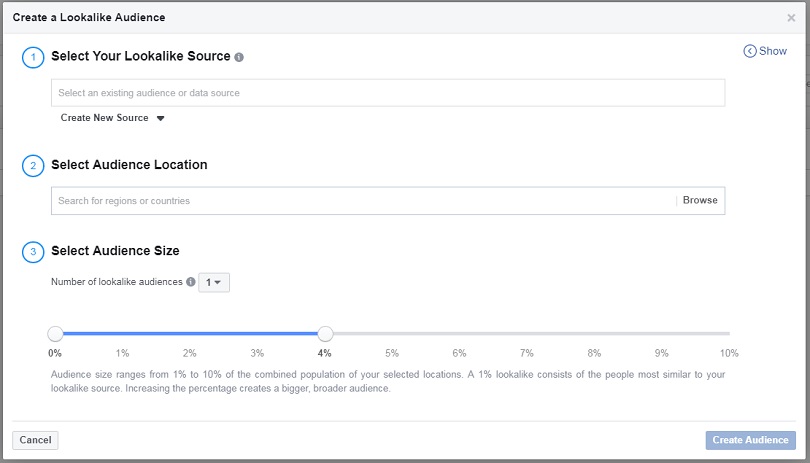 Create a Lookalike Audience
×
1 Select Your Lookalike Source
Show
Select an existing audience or data source
Create New Source
2 Select Audience Location
Search for regions or countries
Browse
3 Select Audience Size
Number of lookalike audiences 1
0% 1% 2% 3% 4% 5% 6% 7% 8% 9% 10%
Audience size ranges from 1% to 10% of the combined population of your selected locations. A 1% lookalike consists of the people most similar to your
lookalike source. Increasing the percentage creates a bigger, broader audience.
Cancel
Create Audience